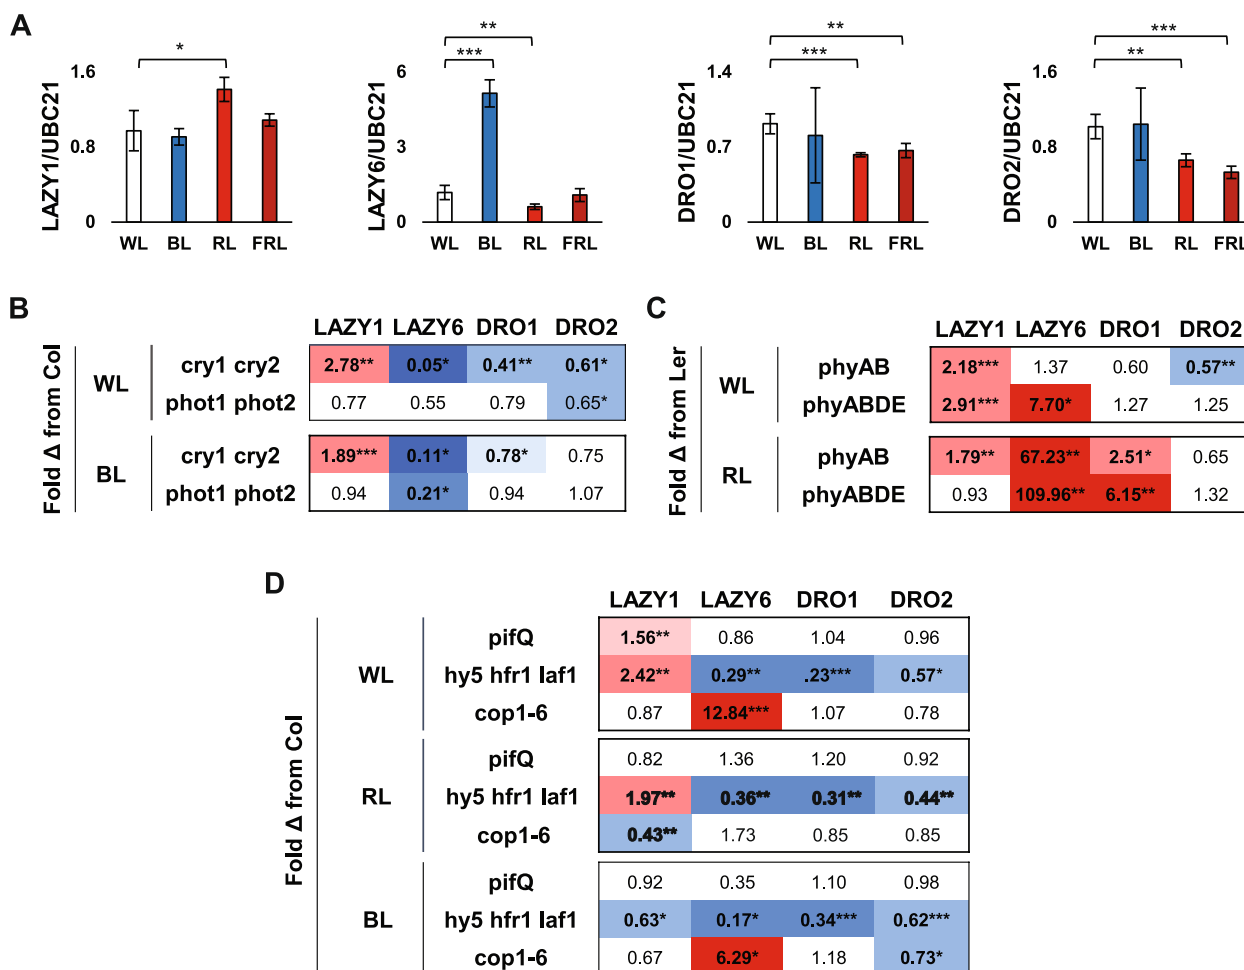 A
LAZY1/UBC21
1.6
0.8
0
*
WL BL RL FRL
LAZY6/UBC21
6
3
0
**
***
WL BL RL FRL
DRO1/UBC21
1.4
0.7
0
**
***
WL BL RL FRL
DRO2/UBC21
1.6
0.8
0
***
**
WL BL RL FRL
B
Fold Δ from Col
LAZY1 LAZY6 DRO1 DRO2
WL
cry1 cry2 2.78** 0.05* 0.41** 0.61*
phot1 phot2 0.77 0.55 0.79 0.65*
BL
cry1 cry2 1.89*** 0.11* 0.78* 0.75
phot1 phot2 0.94 0.21* 0.94 1.07
C
Fold Δ from Ler
LAZY1 LAZY6 DRO1 DRO2
WL
phyAB 2.18*** 1.37 0.60 0.57**
phyABDE 2.91*** 7.70* 1.27 1.25
RL
phyAB 1.79** 67.23** 2.51* 0.65
phyABDE 0.93 109.96** 6.15** 1.32
D
Fold Δ from Col
LAZY1 LAZY6 DRO1 DRO2
WL
pifQ 1.56** 0.86 1.04 0.96
hy5 hfr1 laf1 2.42** 0.29** .23*** 0.57*
cop1-6 0.87 12.84*** 1.07 0.78
RL
pifQ 0.82 1.36 1.20 0.92
hy5 hfr1 laf1 1.97** 0.36** 0.31** 0.44**
cop1-6 0.43** 1.73 0.85 0.85
BL
pifQ 0.92 0.35 1.10 0.98
hy5 hfr1 laf1 0.63* 0.17* 0.34*** 0.62***
cop1-6 0.67 6.29* 1.18 0.73*